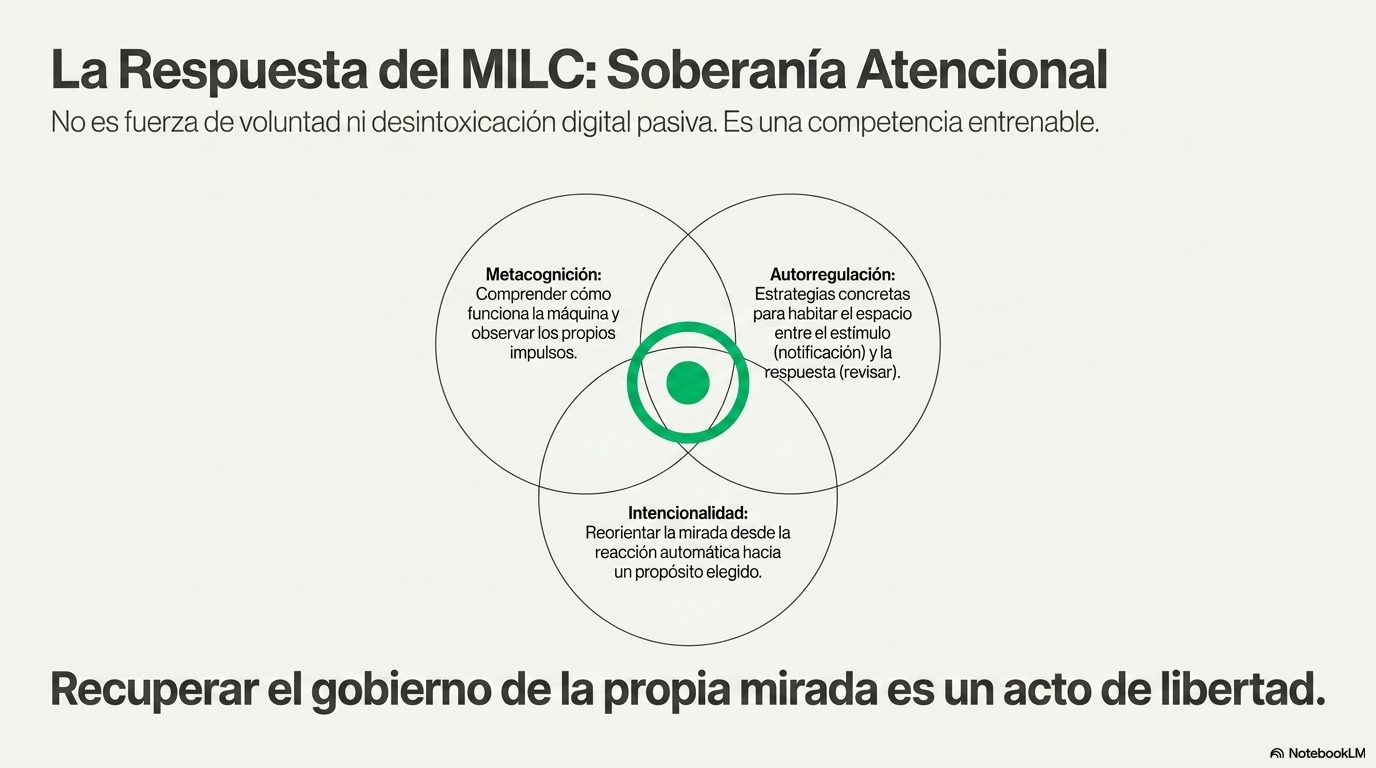 La Respuesta del MILC: Soberanía Atencional
No es fuerza de voluntad ni desintoxicación digital pasiva. Es una competencia entrenable.
Metacognición:
Comprender cómo
funciona la máquina y
observar los propios
impulsos.
Autorregulación:
Estrategias concretas
para habitar el espacio
entre el estímulo
(notificación) y la
respuesta (revisar).
Intencionalidad:
Reorientar la mirada desde la
reacción automática hacia
un propósito elegido.
Recuperar el gobierno de la propia mirada es un acto de libertad.
NotebookLM